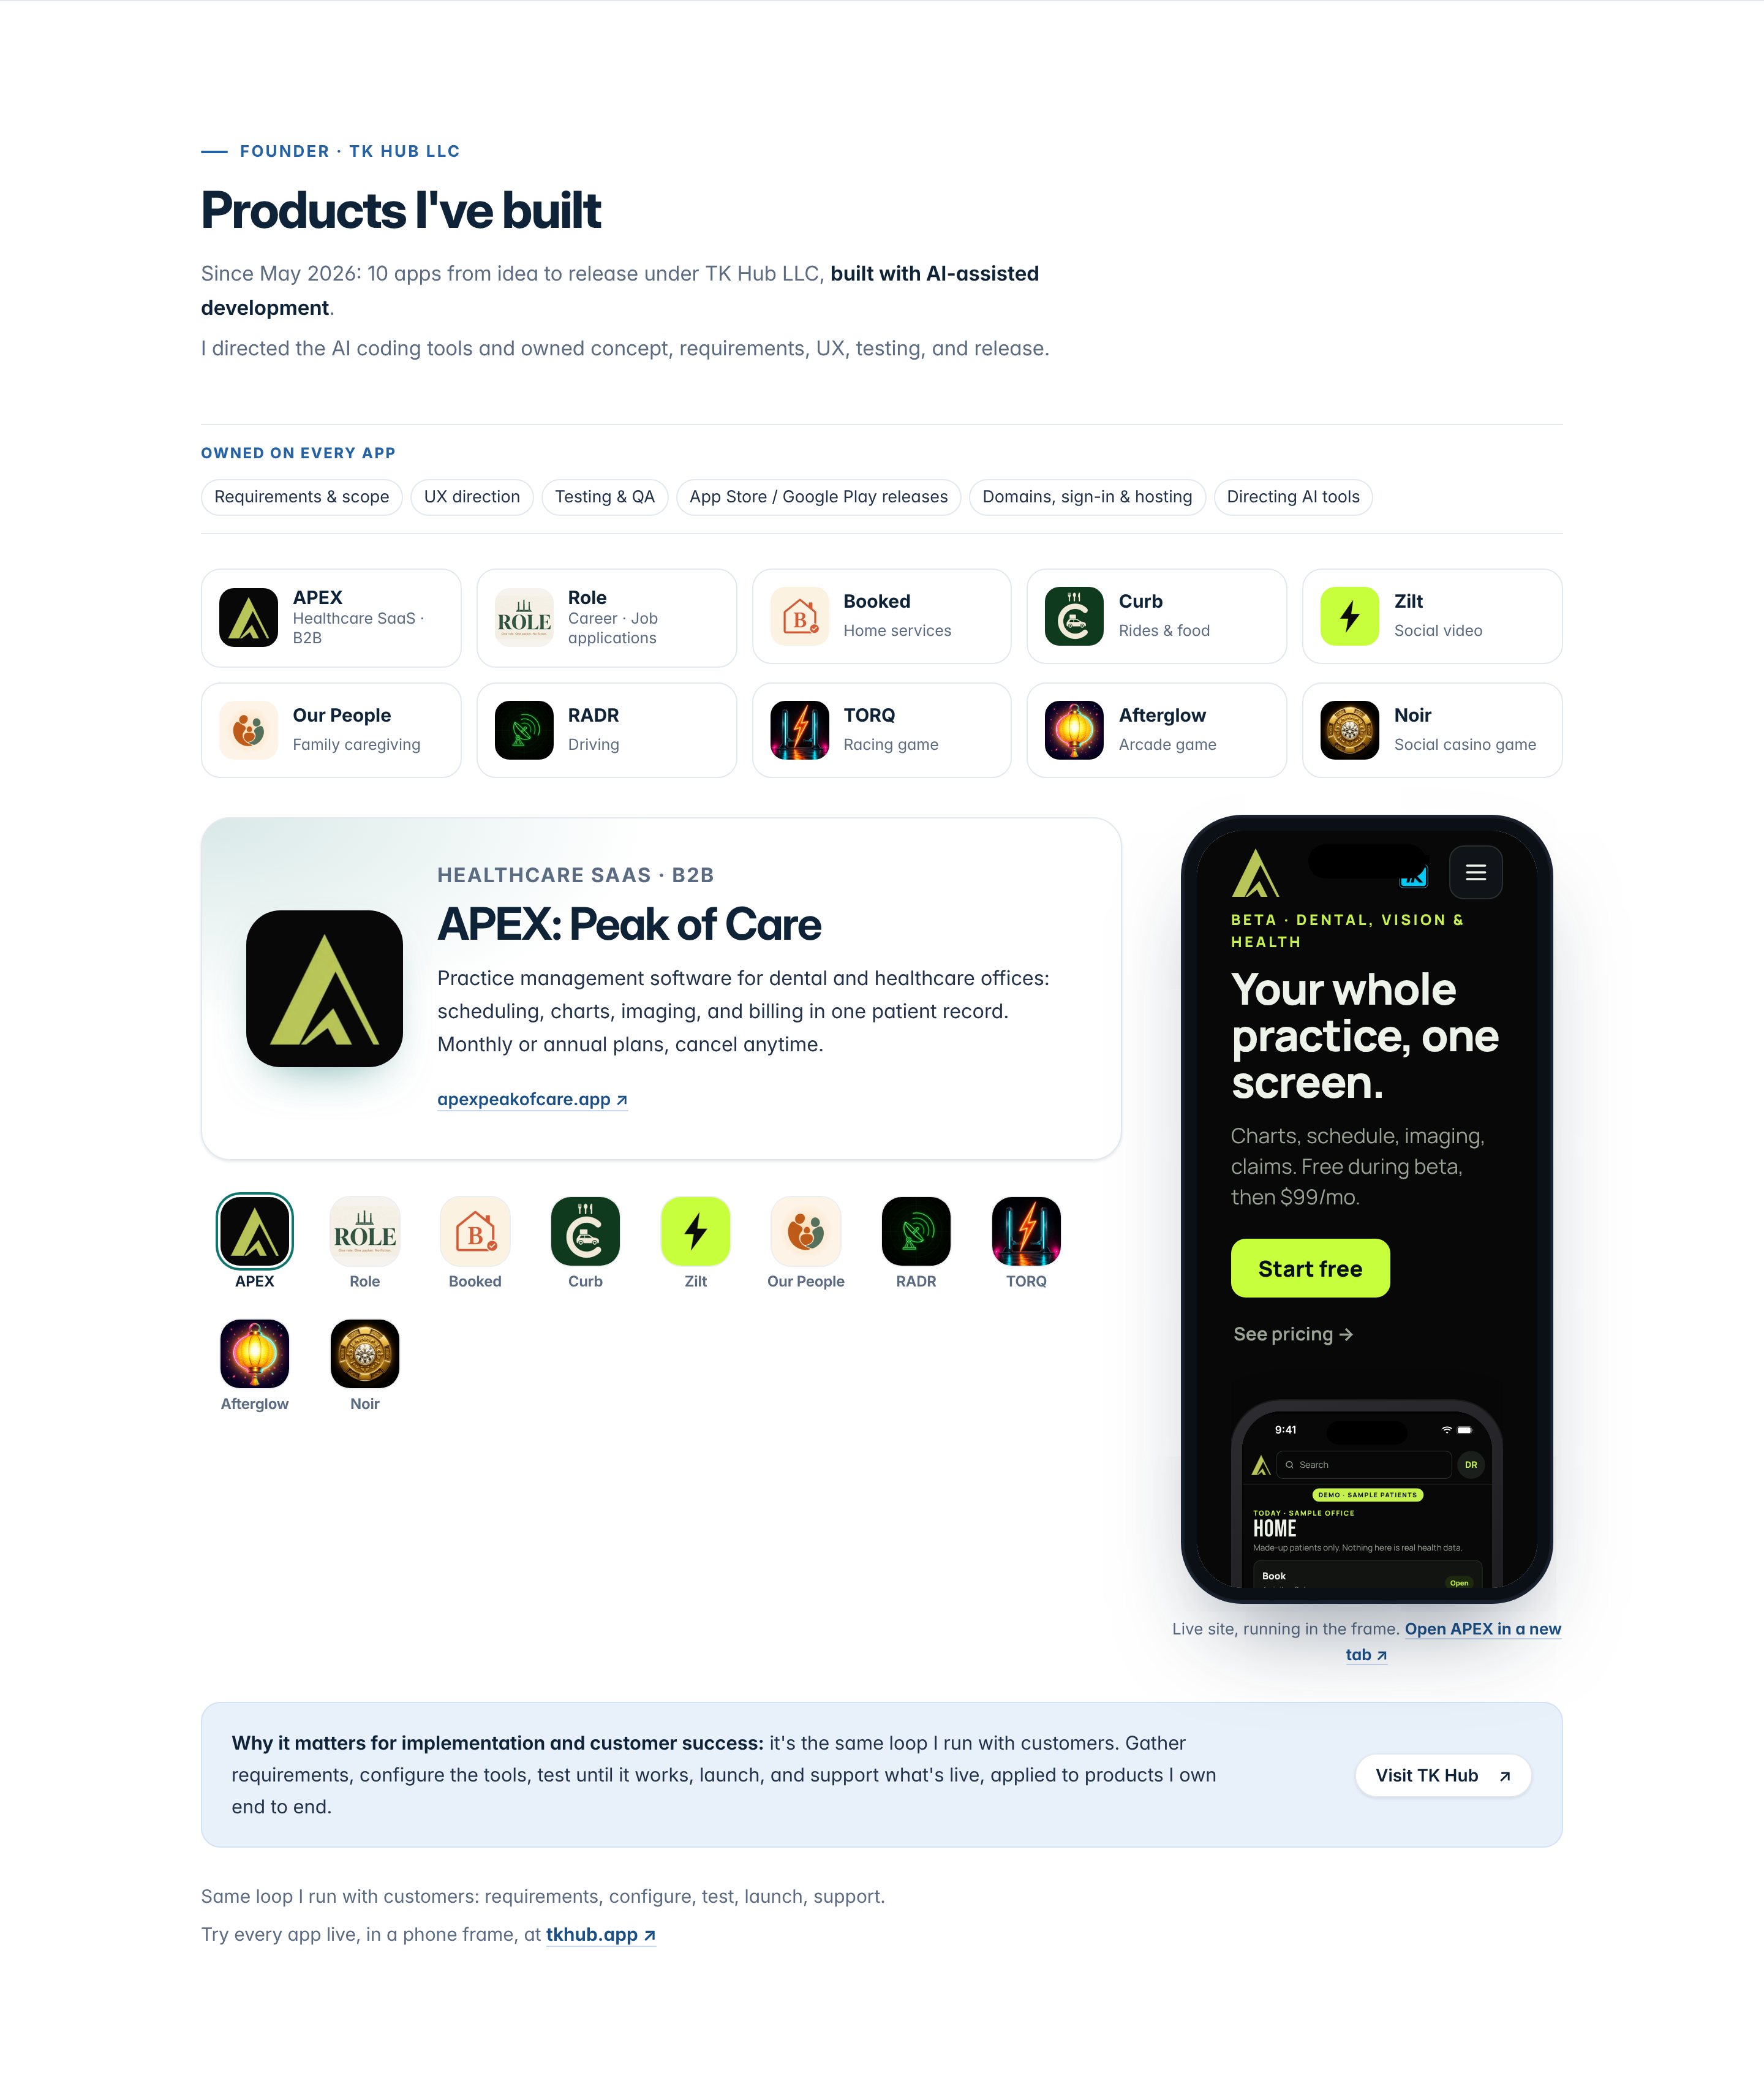 FOUNDER · TK HUB LLC
Products I've built
Since May 2026: 10 apps from idea to release under TK Hub LLC, built with AI-assisted
development.
I directed the AI coding tools and owned concept, requirements, UX, testing, and release.
OWNED ON EVERY APP
Requirements & scope
UX direction
Testing & QA
App Store / Google Play releases
Domains, sign-in & hosting
Directing AI tools
APEX
Healthcare SaaS ·
B2B
ROLE
Role
Career · Job
applications
B
Booked
Home services
Curb
Rides & food
Zilt
Social video
Our People
Family caregiving
RADR
Driving
TORQ
Racing game
Afterglow
Arcade game
Noir
Social casino game
HEALTHCARE SAAS · B2B
APEX: Peak of Care
Practice management software for dental and healthcare offices:
scheduling, charts, imaging, and billing in one patient record.
Monthly or annual plans, cancel anytime.
apexpeakofcare.app ↗
APEX
ROLE
Role
B
Booked
Curb
Zilt
Our People
RADR
TORQ
Afterglow
Noir
BETA · DENTAL, VISION &
HEALTH
Your whole
practice, one
screen.
Charts, schedule, imaging,
claims. Free during beta,
then $99/mo.
Start free
See pricing →
9:41
Search
DR
DEMO · SAMPLE PATIENTS
TODAY · SAMPLE OFFICE
HOME
Made-up patients only. Nothing here is real health data.
Book
Open
Live site, running in the frame. Open APEX in a new
tab ↗
Why it matters for implementation and customer success: it's the same loop I run with customers. Gather
requirements, configure the tools, test until it works, launch, and support what's live, applied to products I own
end to end.
Visit TK Hub ↗
Same loop I run with customers: requirements, configure, test, launch, support.
Try every app live, in a phone frame, at tkhub.app ↗